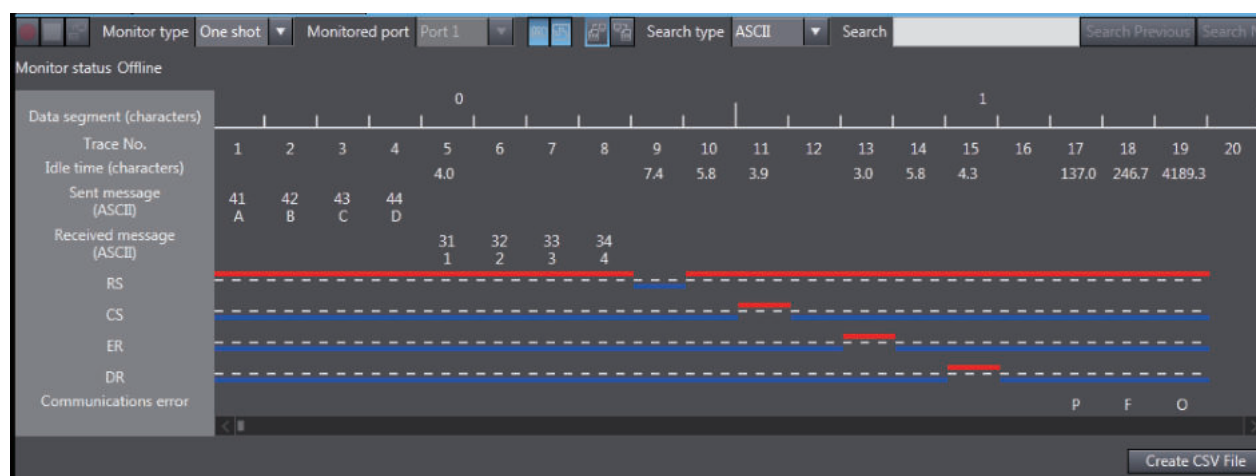 Monitor type One shot Monitored port Port 1 Search type ASCII Search Search Previous Search
Monitor status Offline
0 1
Data segment (characters)
Trace No. 1 2 3 4 5 6 7 8 9 10 11 12 13 14 15 16 17 18 19 20
Idle time (characters) 4.0 7.4 5.8 3.9 3.0 5.8 4.3 137.0 246.7 4189.3
Sent message 41 42 43 44
(ASCII) A B C D
Received message 31 32 33 34
(ASCII) 1 2 3 4
RS
CS
ER
DR
Communications error P F O
Create CSV File